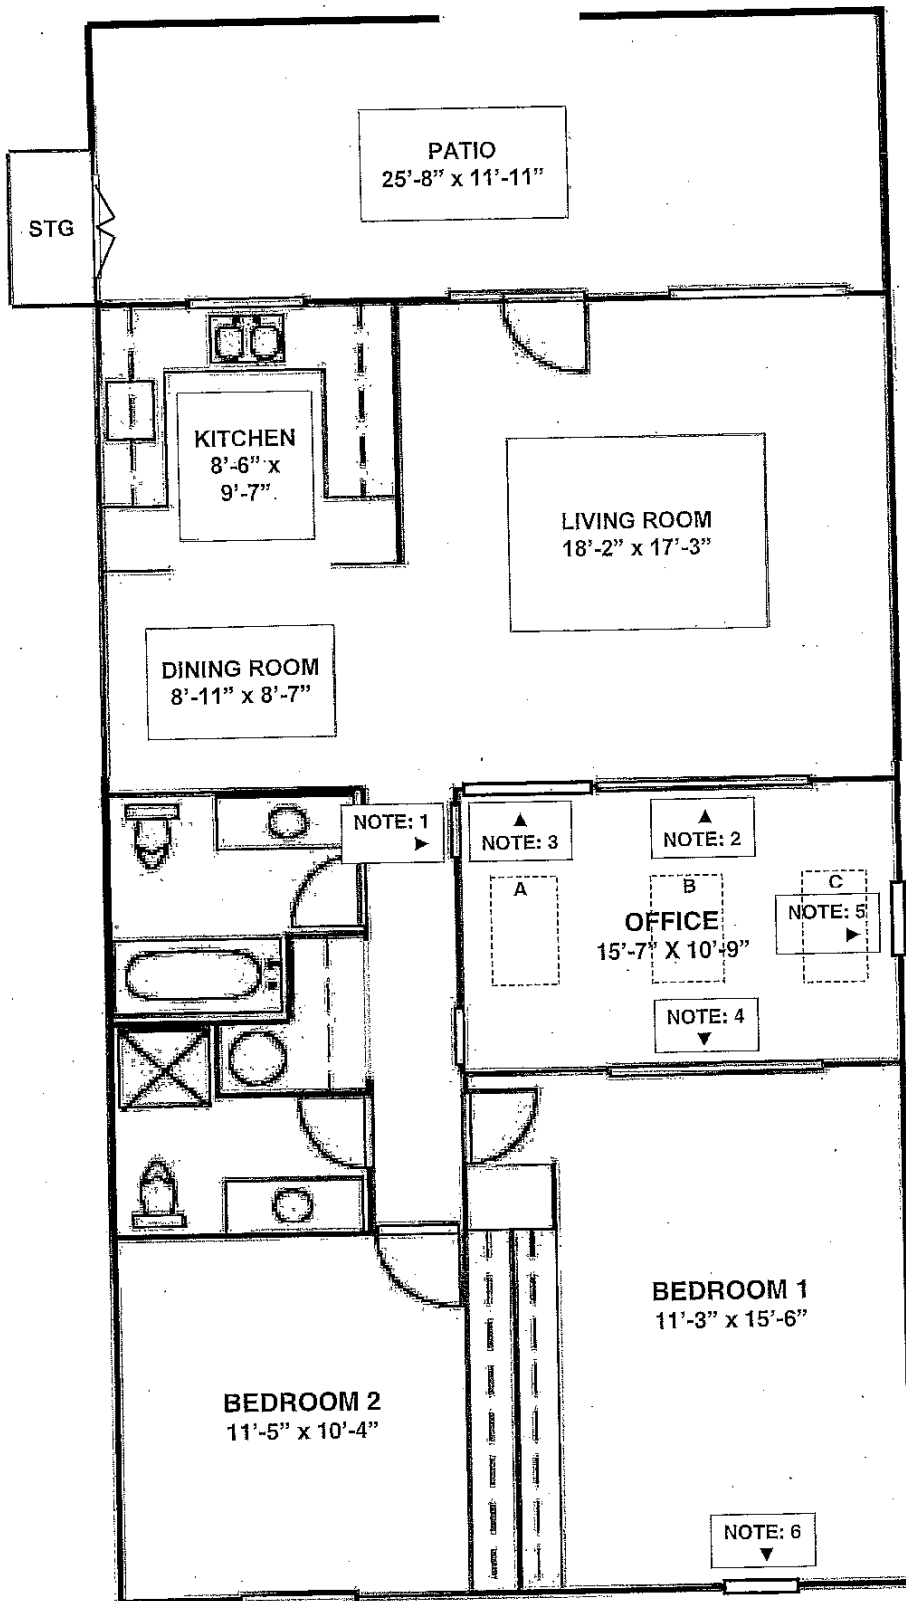 PATIO
25'-8" x 11'-11"
STG
KITCHEN
8'-6" x
9'-7"
LIVING ROOM
18'-2" x 17'-3"
DINING ROOM
8'-11" x 8'-7"
NOTE: 1
►
▲
NOTE: 3
▲
NOTE: 2
A
B
C
NOTE: 5
►
OFFICE
15'-7" X 10'-9"
NOTE: 4
▼
BEDROOM 1
11'-3" x 15'-6"
BEDROOM 2
11'-5" x 10'-4"
NOTE: 6
▼